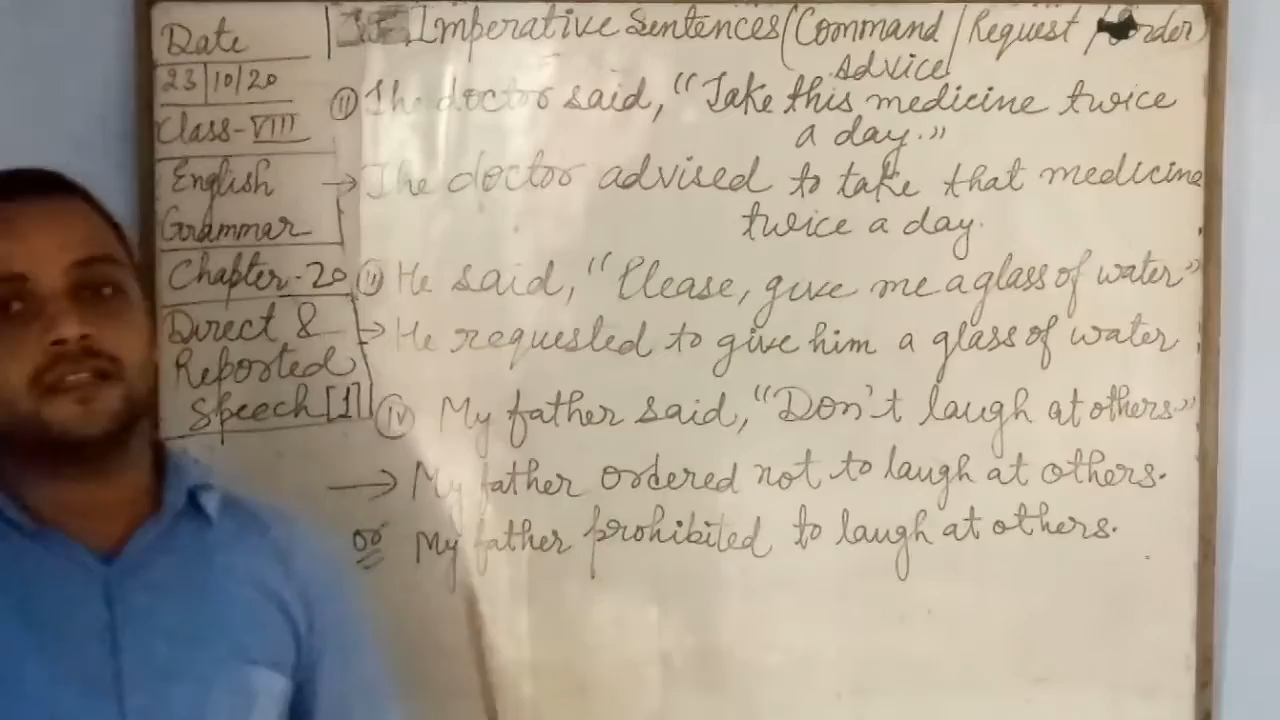 Date
23/10/20
Class-VIII
English
Grammar
Chapter-20
Direct &
Reported
Speech [1]
Imperative Sentences (Command / Request / Order)
Advice
The doctor said, "Take this medicine twice
a day."
→ The doctor advised to take that medicine
twice a day.
He said, "Please, give me a glass of water"
→ He requested to give him a glass of water
(iv) My father said, "Don't laugh at others."
→ My father ordered not to laugh at others.
or My father prohibited to laugh at others.